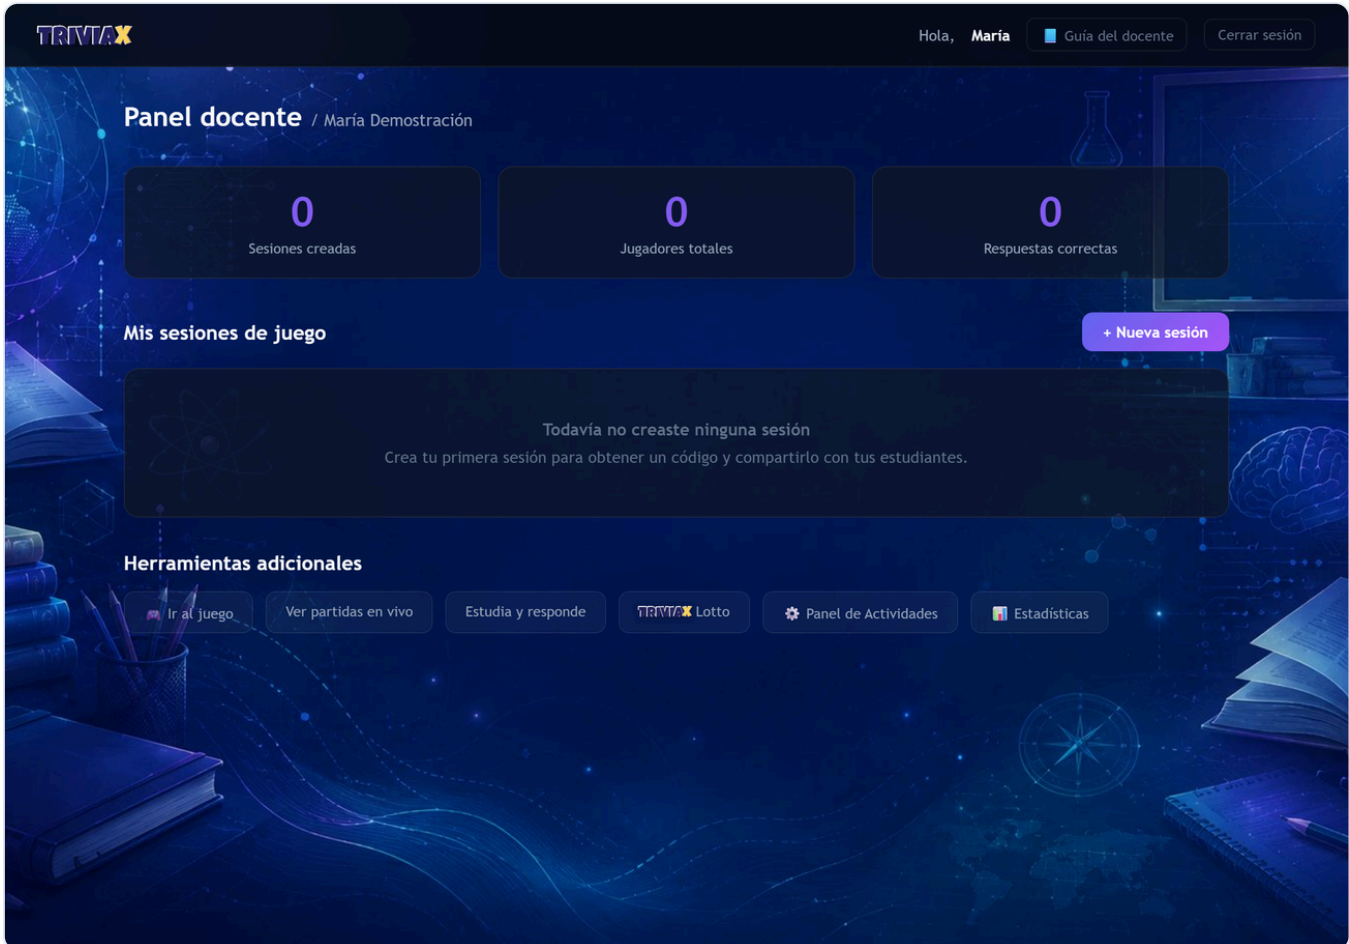 TRIVIAX
Hola, María
Guía del docente
Cerrar sesión
Panel docente / María Demostración
0
Sesiones creadas
0
Jugadores totales
0
Respuestas correctas
Mis sesiones de juego
+ Nueva sesión
Todavía no creaste ninguna sesión
Crea tu primera sesión para obtener un código y compartirlo con tus estudiantes.
Herramientas adicionales
Ir al juego
Ver partidas en vivo
Estudia y responde
TRIVIAX Lotto
Panel de Actividades
Estadísticas